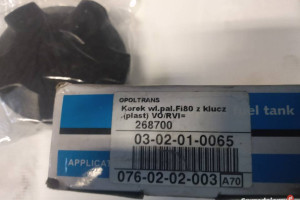 OPOLTRANS
Korek wl.pal.Fi80 z klucz
.(plast) VO/RVI=
268700
el tank
03-02-01-0065
APPLICAT
076-02-02-003 A70